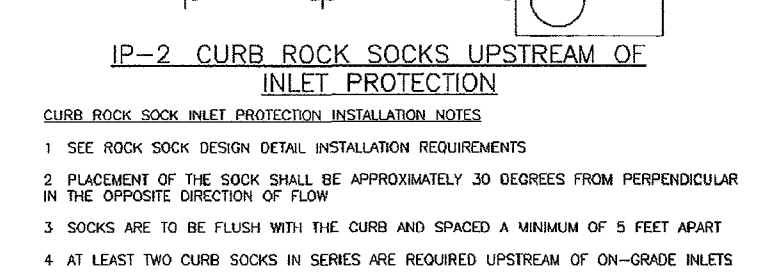 IP-2 CURB ROCK SOCKS UPSTREAM OF
INLET PROTECTION
CURB ROCK SOCK INLET PROTECTION INSTALLATION NOTES
1 SEE ROCK SOCK DESIGN DETAIL INSTALLATION REQUIREMENTS
2 PLACEMENT OF THE SOCK SHALL BE APPROXIMATELY 30 DEGREES FROM PERPENDICULAR
IN THE OPPOSITE DIRECTION OF FLOW
3 SOCKS ARE TO BE FLUSH WITH THE CURB AND SPACED A MINIMUM OF 5 FEET APART
4 AT LEAST TWO CURB SOCKS IN SERIES ARE REQUIRED UPSTREAM OF ON-GRADE INLETS